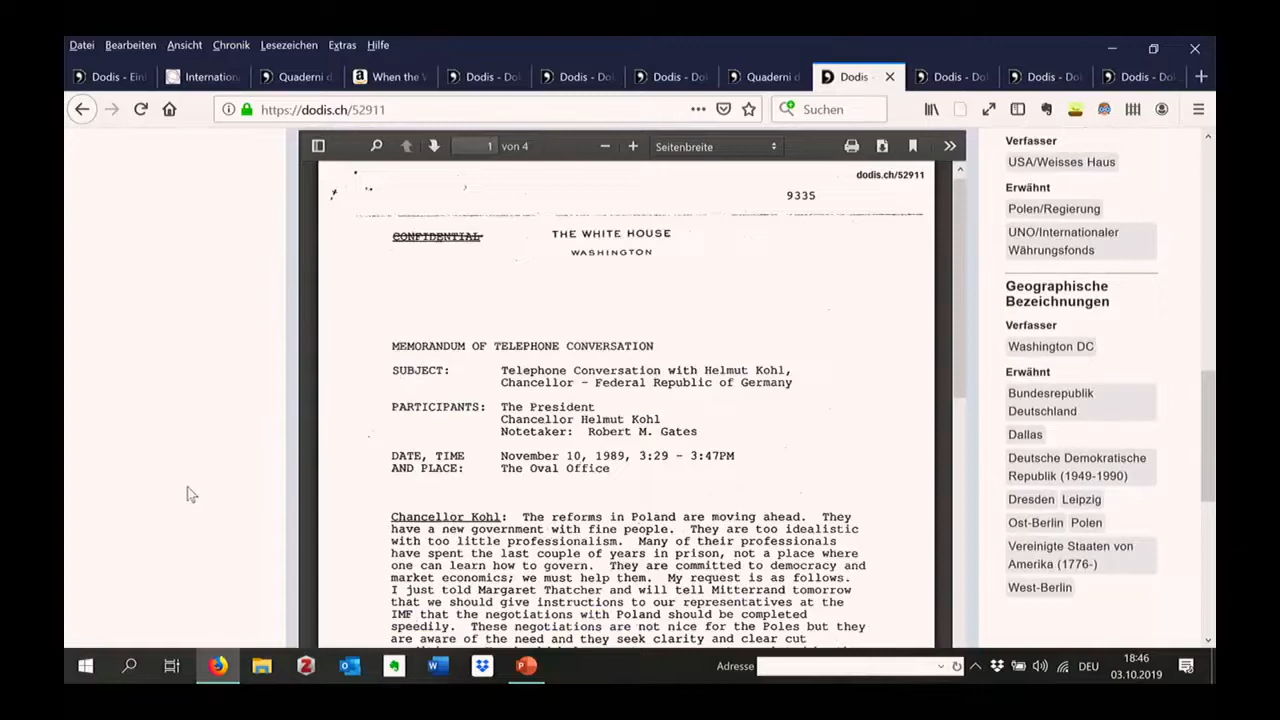 Datei Bearbeiten Ansicht Chronik Lesezeichen Extras Hilfe
Dodis - Ein Internation Quaderni d When the Dodis - Do Dodis - Do Dodis - Do Quaderni d Dodis - Dodis - Do Dodis - Do Dodis - Do
https://dodis.ch/52911
Suchen
1 von 4
Seitenbreite
dodis.ch/52911
9335
CONFIDENTIAL
THE WHITE HOUSE
WASHINGTON
MEMORANDUM OF TELEPHONE CONVERSATION
SUBJECT: Telephone Conversation with Helmut Kohl,
Chancellor - Federal Republic of Germany
PARTICIPANTS: The President
Chancellor Helmut Kohl
Notetaker: Robert M. Gates
DATE, TIME November 10, 1989, 3:29 - 3:47PM
AND PLACE: The Oval Office
Chancellor Kohl: The reforms in Poland are moving ahead. They
have a new government with fine people. They are too idealistic
with too little professionalism. Many of their professionals
have spent the last couple of years in prison, not a place where
one can learn how to govern. They are committed to democracy and
market economics; we must help them. My request is as follows.
I just told Margaret Thatcher and will tell Mitterrand tomorrow
that we should give instructions to our representatives at the
IMF that the negotiations with Poland should be completed
speedily. These negotiations are not nice for the Poles but they
are aware of the need and they seek clarity and clear cut
Verfasser
USA/Weisses Haus
Erwähnt
Polen/Regierung
UNO/Internationaler
Währungsfonds
Geographische
Bezeichnungen
Verfasser
Washington DC
Erwähnt
Bundesrepublik
Deutschland
Dallas
Deutsche Demokratische
Republik (1949-1990)
Dresden Leipzig
Ost-Berlin Polen
Vereinigte Staaten von
Amerika (1776-)
West-Berlin
Adresse
DEU
18:46
03.10.2019